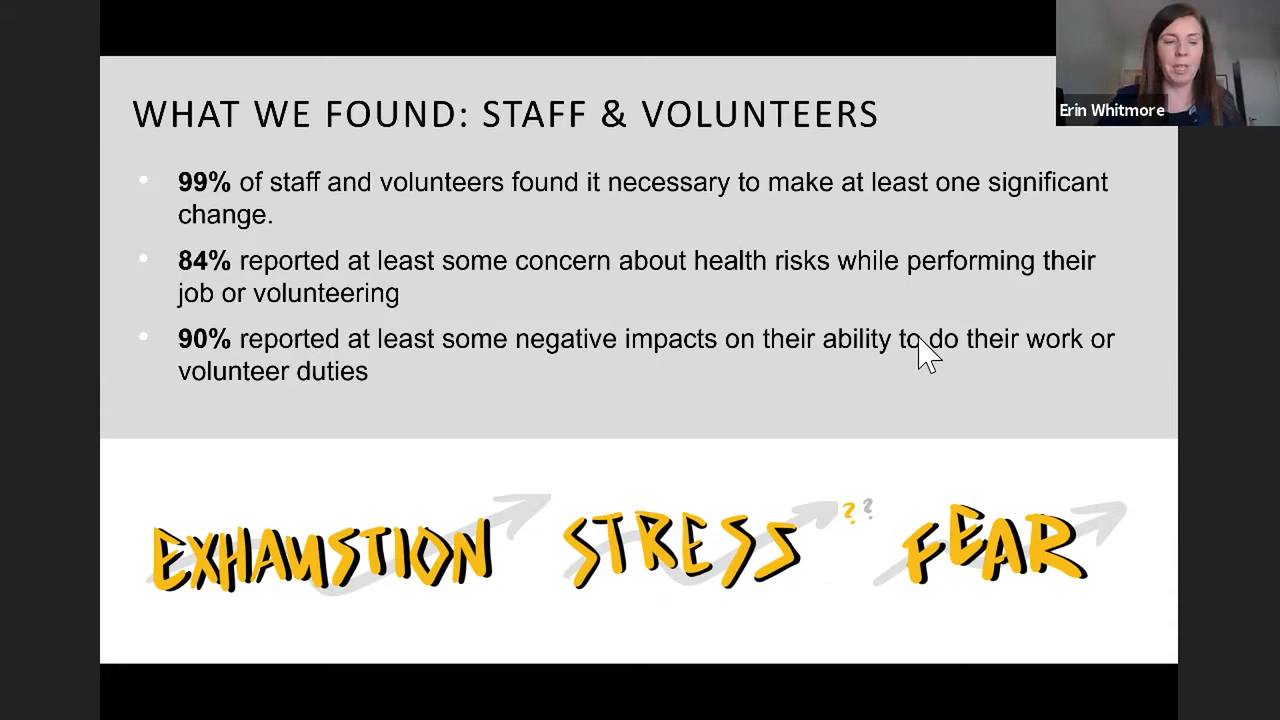 WHAT WE FOUND: STAFF & VOLUNTEERS
Erin Whitmore
• 99% of staff and volunteers found it necessary to make at least one significant
change.
• 84% reported at least some concern about health risks while performing their
job or volunteering
• 90% reported at least some negative impacts on their ability to do their work or
volunteer duties
EXHAUSTION STRESS ?? FEAR